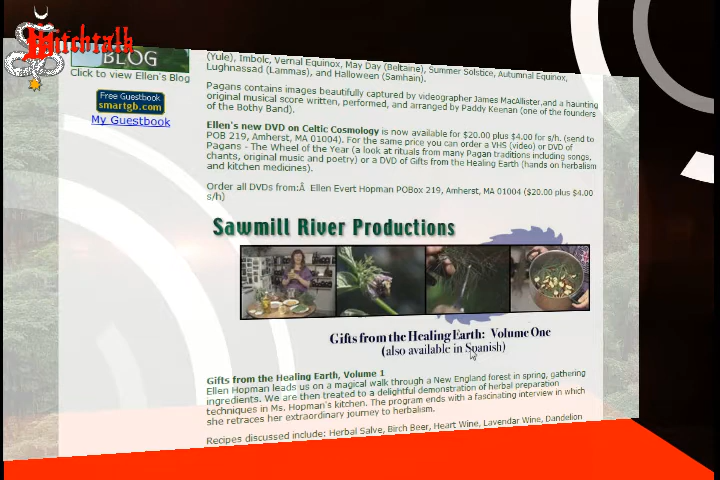 Witchtalk
BLOG
Click to view Ellen's Blog
Free Guestbook
smartgb.com
My Guestbook
(Yule), Imbolc, Vernal Equinox, May Day (Beltaine), Summer Solstice, Autumnal Equinox,
Lughnassad (Lammas), and Halloween (Samhain).
Pagans contains images beautifully captured by videographer James MacAllister,and a haunting
original musical score written, performed, and arranged by Paddy Keenan (one of the founders
of the Bothy Band).
Ellen's new DVD on Celtic Cosmology is now available for $20.00 plus $4.00 for s/h. (send to
POB 219, Amherst, MA 01004). For the same price you can order a VHS (video) or DVD of
Pagans - The Wheel of the Year (a look at rituals from many Pagan traditions including songs,
chants, original music and poetry) or a DVD of Gifts from the Healing Earth (hands on herbalism
and kitchen medicines).
Order all DVDs from:Â Ellen Evert Hopman POBox 219, Amherst, MA 01004 ($20.00 plus $4.00
s/h)
Sawmill River Productions
Gifts from the Healing Earth: Volume One
(also available in Spanish)
Gifts from the Healing Earth, Volume 1
Ellen Hopman leads us on a magical walk through a New England forest in spring, gathering
ingredients. We are then treated to a delightful demonstration of herbal preparation
techniques in Ms. Hopman's kitchen. The program ends with a fascinating interview in which
she retraces her extraordinary journey to herbalism.
Recipes discussed include: Herbal Salve, Birch Beer, Heart Wine, Lavendar Wine, Dandelion